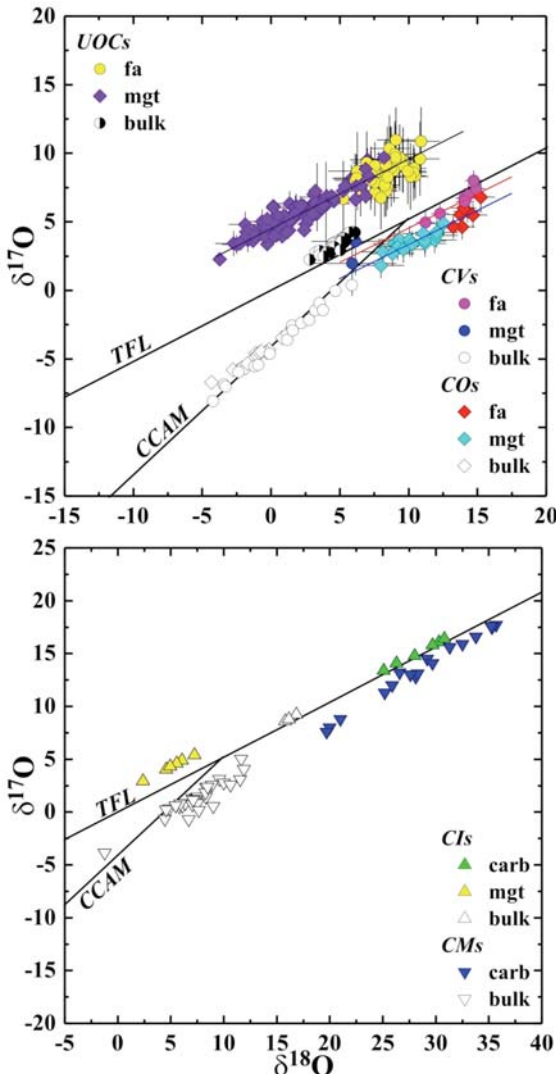 20
UOCs
fa
15
mgt
bulk
10
5
δ17O
0
CVs
fa
TFL
mgt
-5
bulk
CCAM
COs
fa
-10
mgt
bulk
-15
-15 -10 -5 0 5 10 15 20
25
20
15
10
δ17O
5
TFL
0
CIs
CCAM
carb
-5
mgt
bulk
-10
CMs
carb
-15
bulk
-20
-5 0 5 10 15 20 25 30 35 40
δ18O